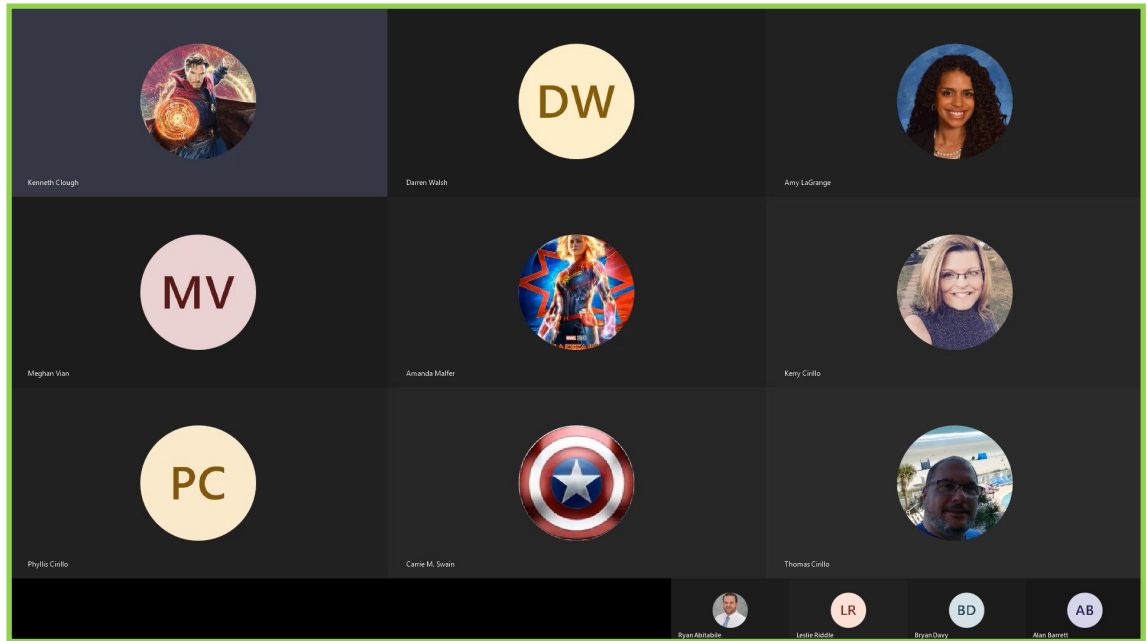 Kenneth Clough
DW
Darren Walsh
Amy LaGrange
MV
Meghan Vian
Amanda Malfer
Kerry Cirillo
PC
Phyllis Cirillo
Carrie M. Swain
Thomas Cirillo
Ryan Abitabile
LR
Leslie Riddle
BD
Bryan Davy
AB
Alan Barrett